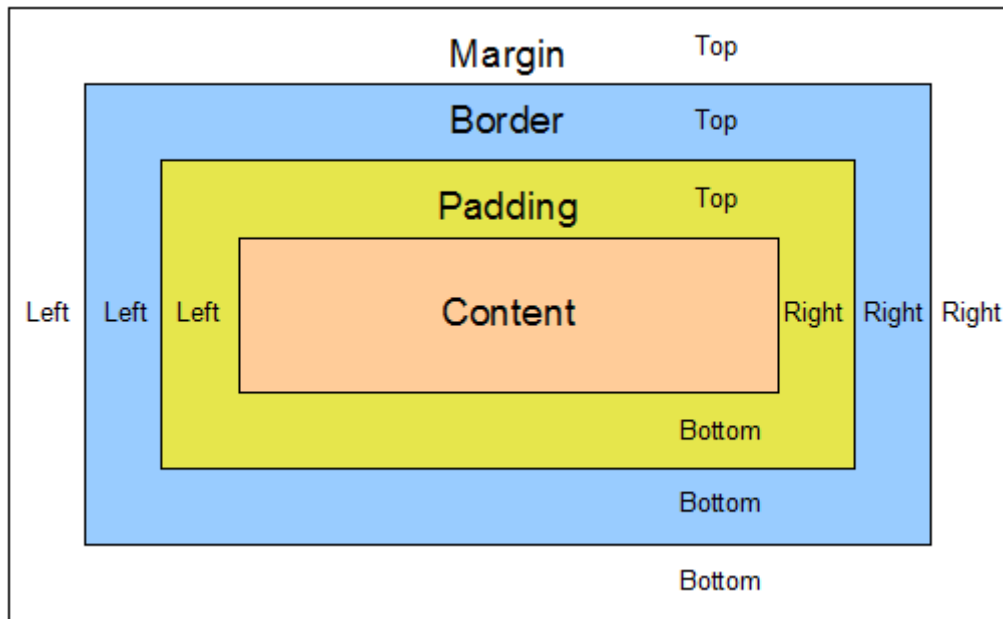 Margin Top
Border Top
Padding Top
Left Left Left Content Right Right Right
Bottom
Bottom
Bottom